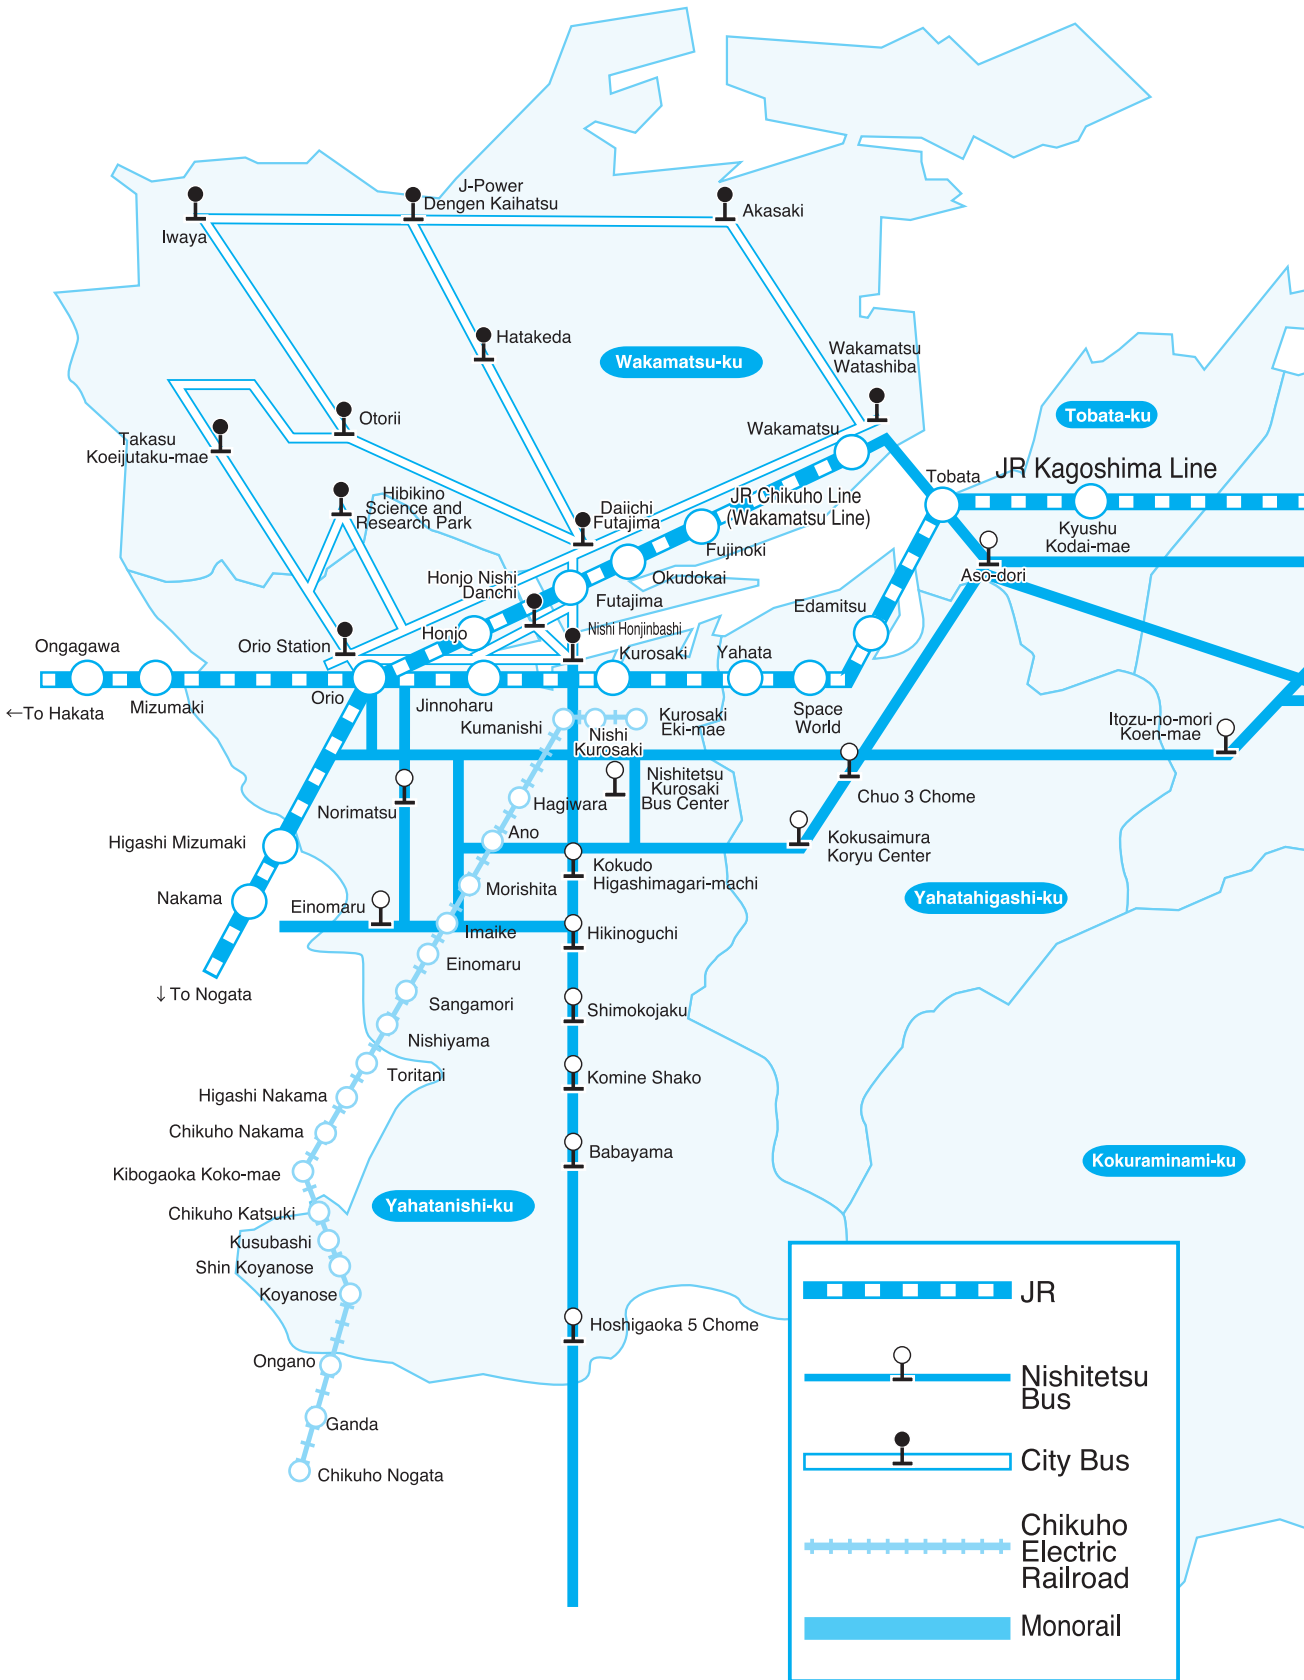 J-Power
Dengen Kaihatsu
Akasaki
Iwaya
Hatakeda
Wakamatsu-ku
Wakamatsu
Watashiba
Tobata-ku
Otorii
Takasu
Koeijutaku-mae
Wakamatsu
Tobata
JR Kagoshima Line
Hibikino
Science and
Research Park
Daiichi
Futajima
JR Chikuho Line
(Wakamatsu Line)
Kyushu
Kodai-mae
Fujinoki
Aso-dori
Okudokai
Honjo Nishi
Danchi
Futajima
Edamitsu
Honjo
Nishi Honjinbashi
Orio Station
Ongagawa
Kurosaki
Yahata
←To Hakata
Mizumaki
Orio
Jinnoharu
Kumanishi
Nishi
Kurosaki
Kurosaki
Eki-mae
Space
World
Itozu-no-mori
Koen-mae
Nishitetsu
Kurosaki
Bus Center
Norimatsu
Hagiwara
Chuo 3 Chome
Higashi Mizumaki
Ano
Kokusaimura
Koryu Center
Kokudo
Higashimagari-machi
Morishita
Nakama
Einomaru
Yahatahigashi-ku
Imaike
Hikinoguchi
Einomaru
↓To Nogata
Sangamori
Shimokojaku
Nishiyama
Toritani
Komine Shako
Higashi Nakama
Chikuho Nakama
Babayama
Kokuraminami-ku
Kibogaoka Koko-mae
Yahatanishi-ku
Chikuho Katsuki
Kusubashi
Shin Koyanose
Koyanose
Hoshigaoka 5 Chome
Ongano
Ganda
Chikuho Nogata
JR
Nishitetsu
Bus
City Bus
Chikuho
Electric
Railroad
Monorail